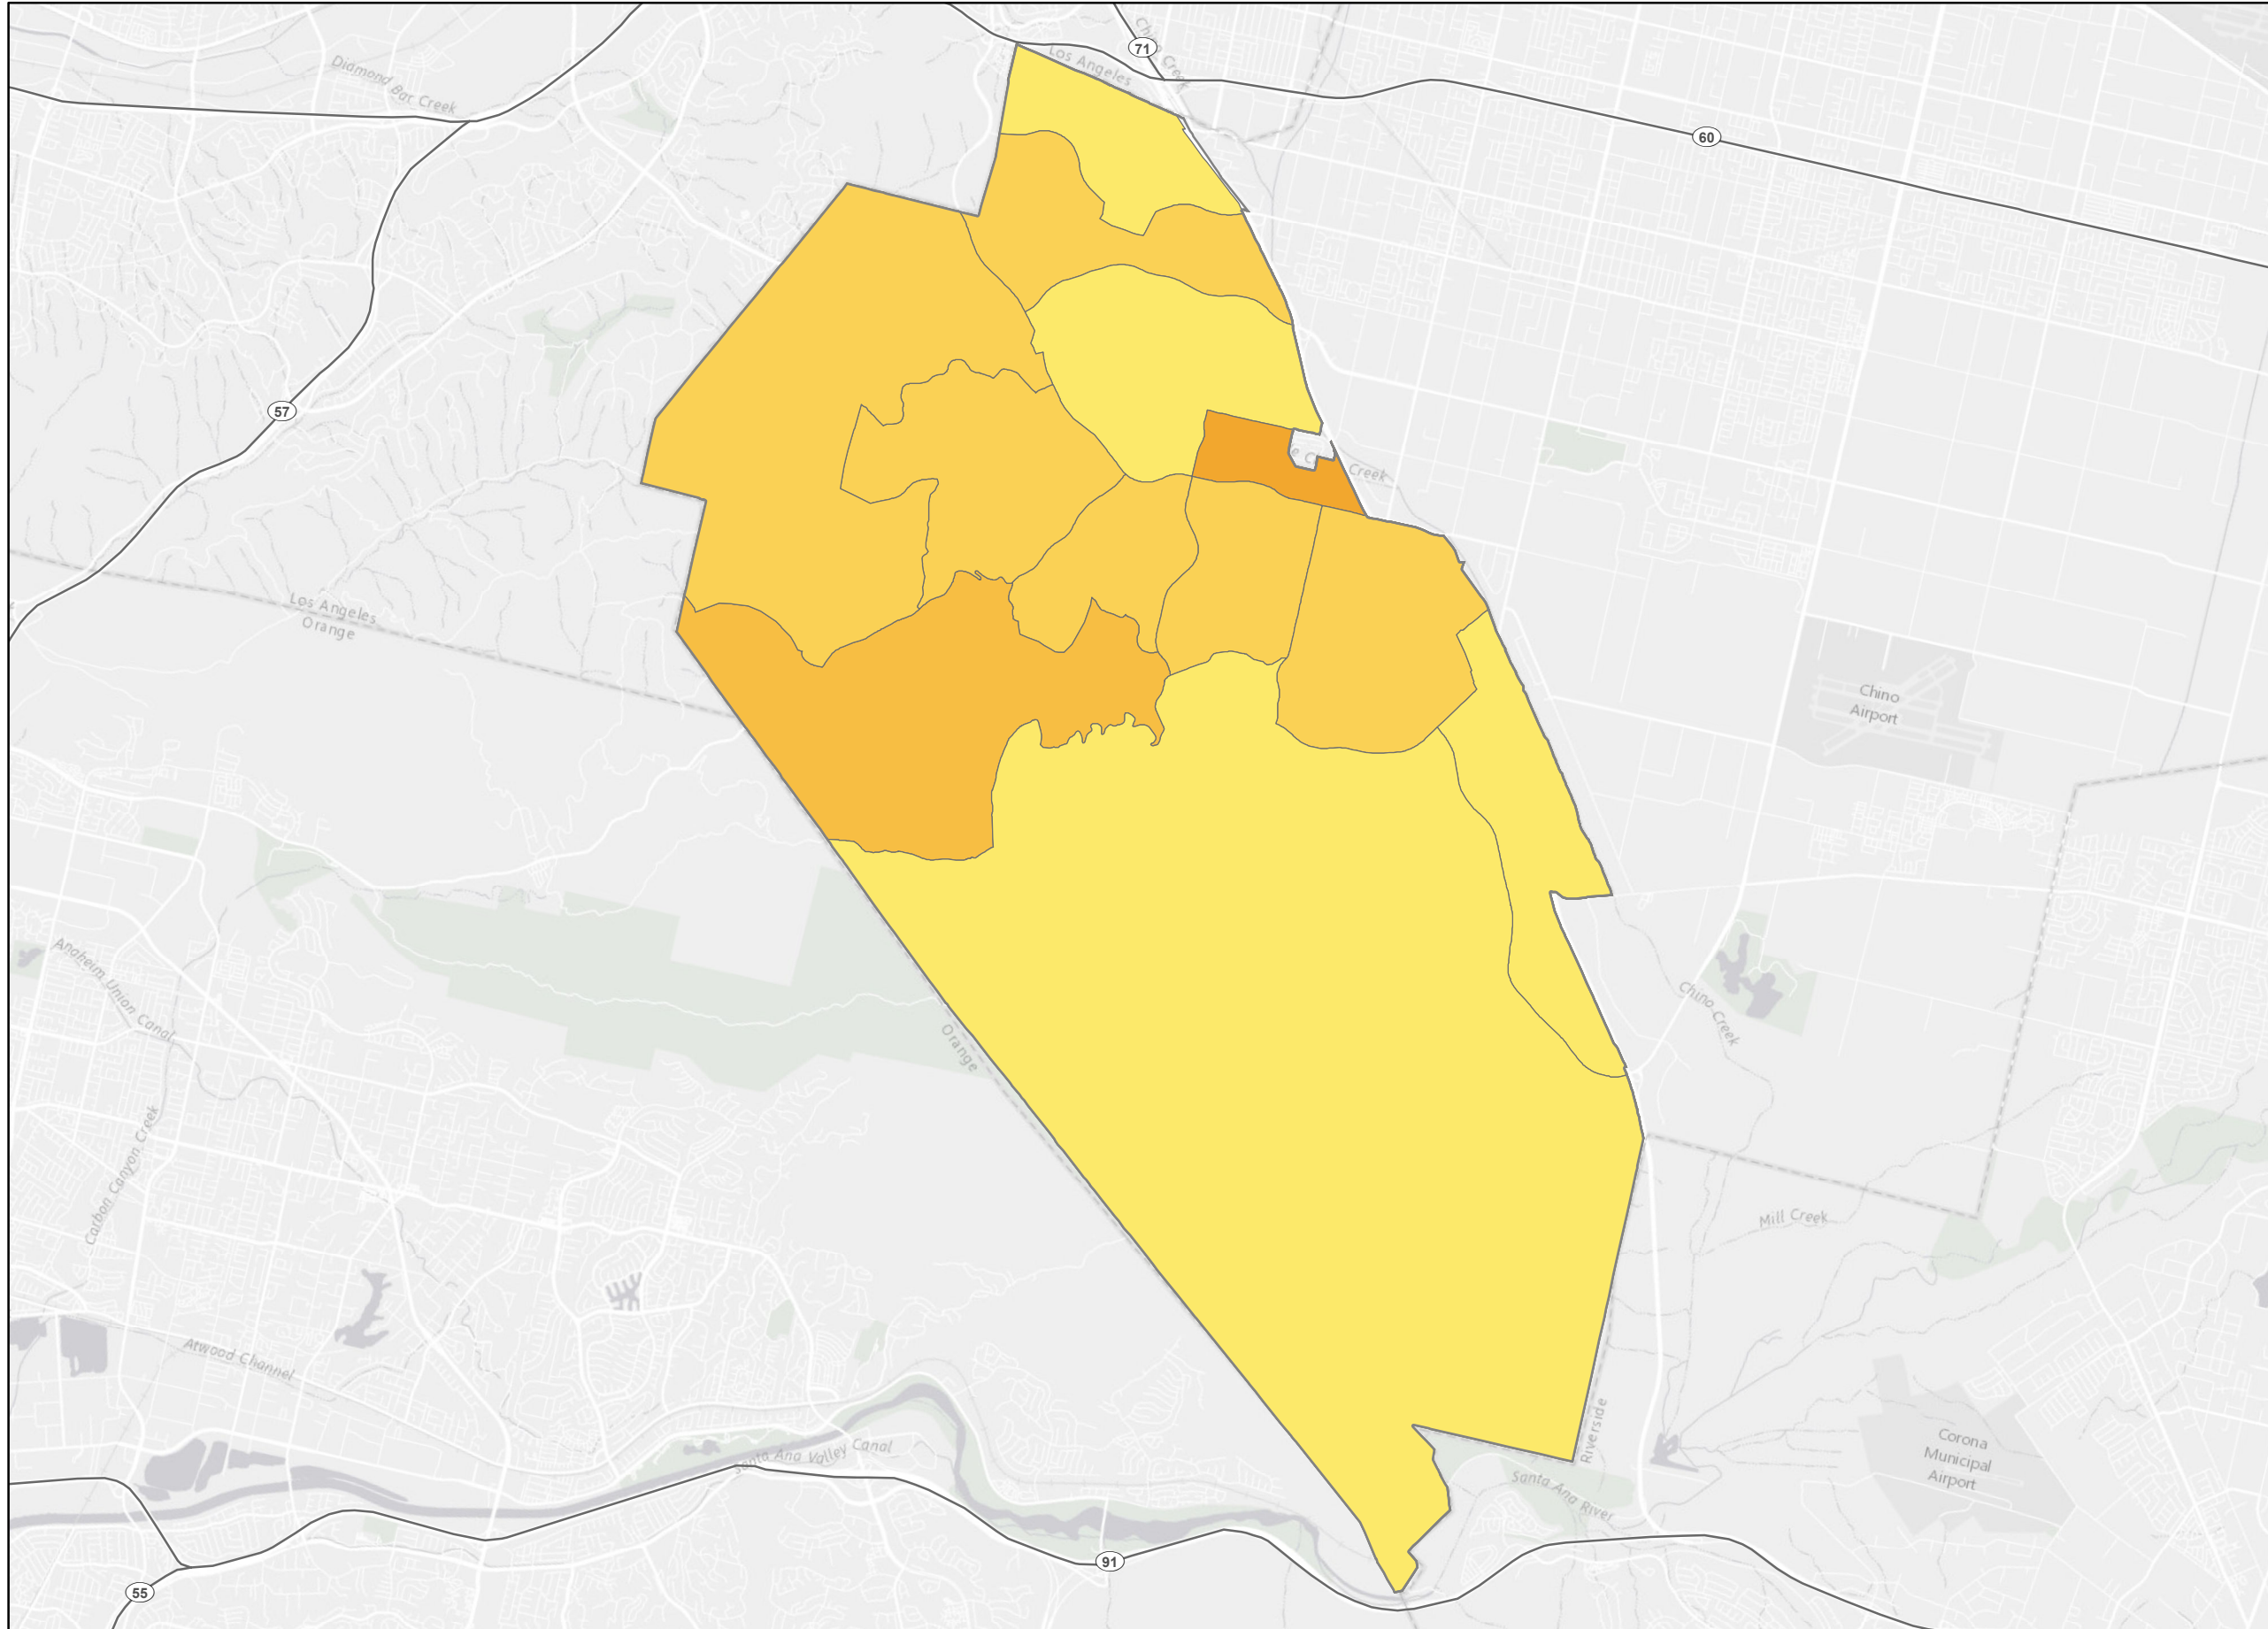 71
Chino Creek
Los Angeles
Diamond Bar Creek
60
57
Creek
Los Angeles
Orange
Chino
Airport
Anaheim Union Canal
Chino Creek
Orange
Carbon Canyon Creek
Mill Creek
Atwood Channel
Riverside
Corona
Municipal
Airport
Santa Ana Valley Canal
Santa Ana River
91
55